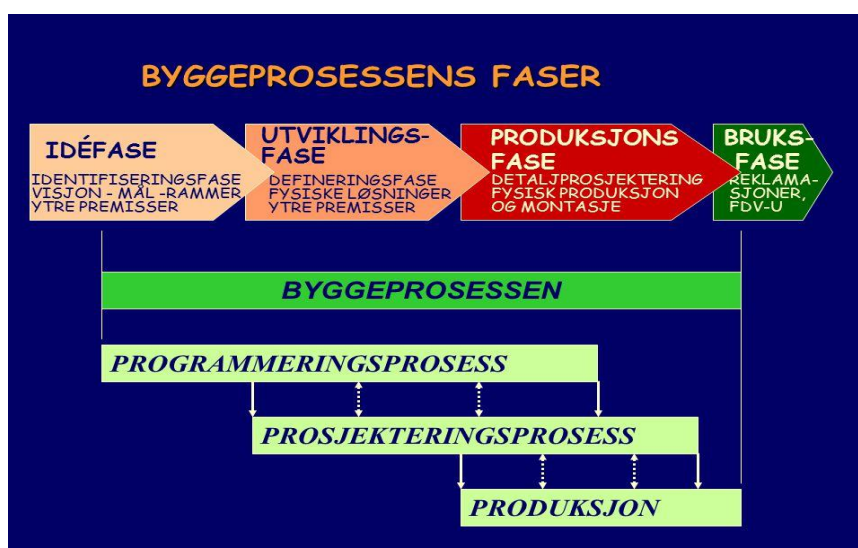 BYGGEPROSESSENS FASER
IDÉFASE
IDENTIFISERINGSFASE
VISJON - MÅL -RAMMER
YTRE PREMISSER
UTVIKLINGS-
FASE
DEFINERINGSFASE
FYSISKE LØSNINGER
YTRE PREMISSER
PRODUKSJONS
FASE
DETALJPROSJEKTERING
FYSISK PRODUKSJON
OG MONTASJE
BRUKS-
FASE
REKLAMA-
SJONER,
FDV-U
BYGGEPROSESSEN
PROGRAMMERINGSPROSESS
PROSJEKTERINGSPROSESS
PRODUKSJON